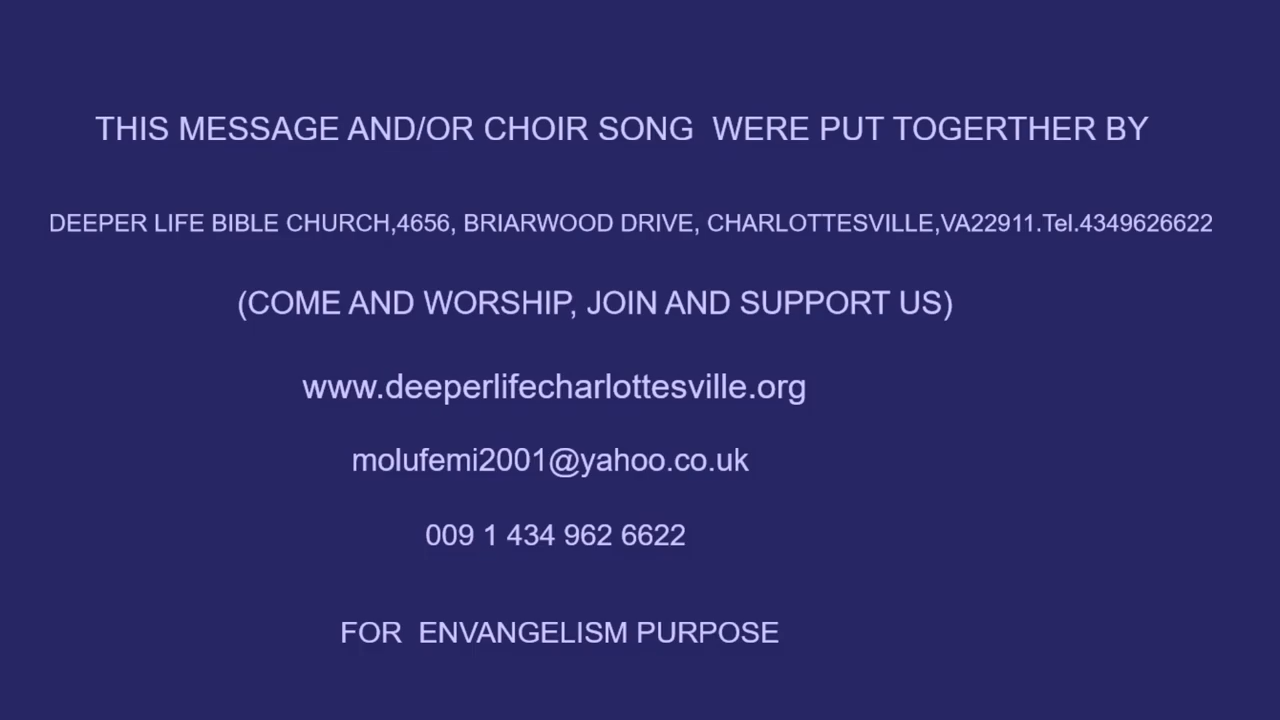 THIS MESSAGE AND/OR CHOIR SONG  WERE PUT TOGERTHER BY
DEEPER LIFE BIBLE CHURCH,4656, BRIARWOOD DRIVE, CHARLOTTESVILLE,VA22911.Tel.4349626622
(COME AND WORSHIP, JOIN AND SUPPORT US)
www.deeperlifecharlottesville.org
molufemi2001@yahoo.co.uk
009 1 434 962 6622
FOR  ENVANGELISM PURPOSE